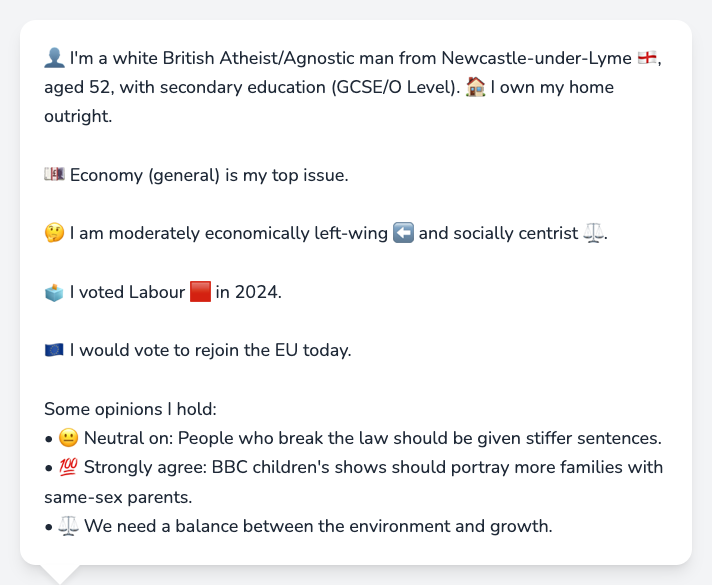 👤 I'm a white British Atheist/Agnostic man from Newcastle-under-Lyme 🏴󠁧󠁢󠁥󠁮󠁧󠁿,
aged 52, with secondary education (GCSE/O Level). 🏠 I own my home
outright.
💷 Economy (general) is my top issue.
🤔 I am moderately economically left-wing ⬅️ and socially centrist ⚖️.
🗳️ I voted Labour 🟥 in 2024.
🇪🇺 I would vote to rejoin the EU today.
Some opinions I hold:
• 😐 Neutral on: People who break the law should be given stiffer sentences.
• 💯 Strongly agree: BBC children's shows should portray more families with
same-sex parents.
• ⚖️ We need a balance between the environment and growth.